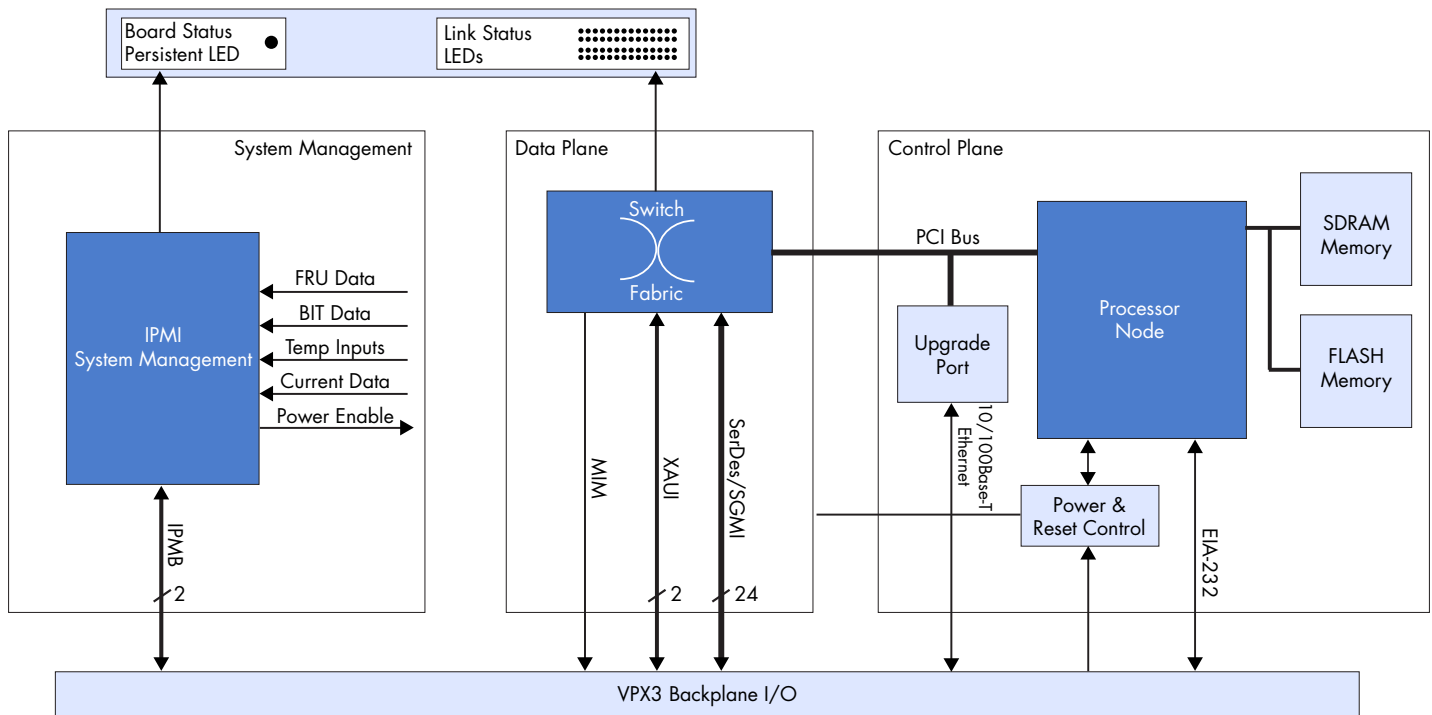 Board Status
Persistent LED
Link Status
LEDs
System Management
Data Plane
Control Plane
IPMI
System Management
FRU Data
BIT Data
Temp Inputs
Current Data
Power Enable
IPMB
2
Switch
Fabric
MIM
XAUI
2
SerDes/SGMI
24
PCI Bus
Upgrade
Port
10/100Base-T
Ethernet
Processor
Node
SDRAM
Memory
FLASH
Memory
Power &
Reset Control
EIA-232
VPX3 Backplane I/O